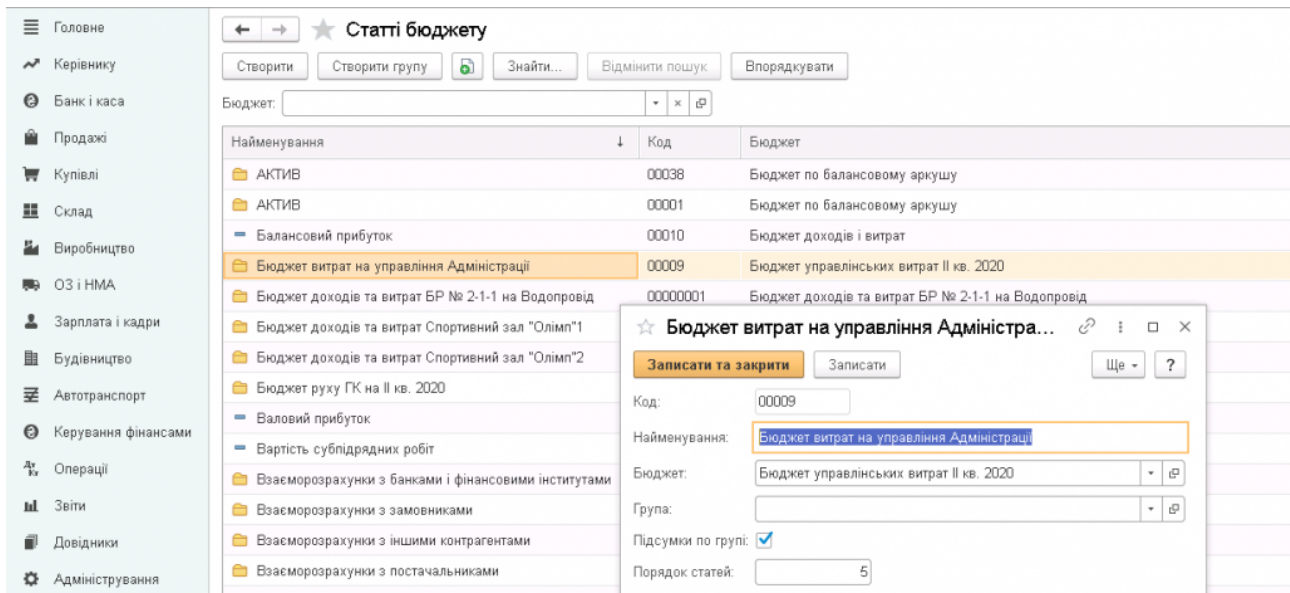 Головне
Керівнику
Банк і каса
Продажі
Купівлі
Склад
Виробництво
ОЗ і НМА
Зарплата і кадри
Будівництво
Автотранспорт
Керування фінансами
Операції
Звіти
Довідники
Адміністрування
Статті бюджету
Створити Створити групу Знайти... Відмінити пошук Впорядкувати
Бюджет:
Найменування Код Бюджет
АКТИВ 00038 Бюджет по балансовому аркушу
АКТИВ 00001 Бюджет по балансовому аркушу
Балансовий прибуток 00010 Бюджет доходів і витрат
Бюджет витрат на управління Адміністрації 00009 Бюджет управлінських витрат ІІ кв. 2020
Бюджет доходів та витрат БР № 2-1-1 на Водопровід 00000001 Бюджет доходів та витрат БР № 2-1-1 на Водопровід
Бюджет доходів та витрат Спортивний зал "Олімп"1
Бюджет доходів та витрат Спортивний зал "Олімп"2
Бюджет руху ГК на ІІ кв. 2020
Валовий прибуток
Вартість субпідрядних робіт
Взаєморозрахунки з банками і фінансовими інститутами
Взаєморозрахунки з замовниками
Взаєморозрахунки з іншими контрагентами
Взаєморозрахунки з постачальниками
Бюджет витрат на управління Адміністра...
Записати та закрити Записати Ще ?
Код: 00009
Найменування: Бюджет витрат на управління Адміністрації
Бюджет: Бюджет управлінських витрат ІІ кв. 2020
Група:
Підсумки по групі:
Порядок статей: 5